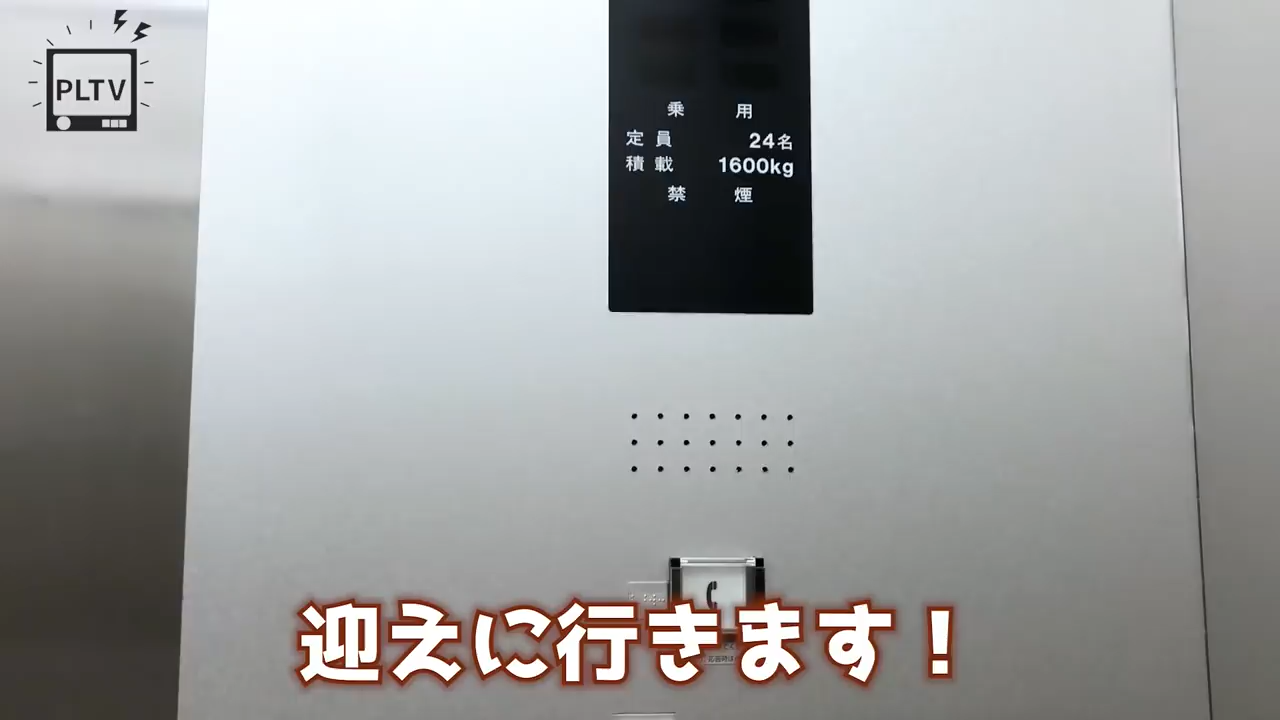 PLTV
乗 用
定員 24名
積載 1600kg
禁 煙
迎えに行きます！